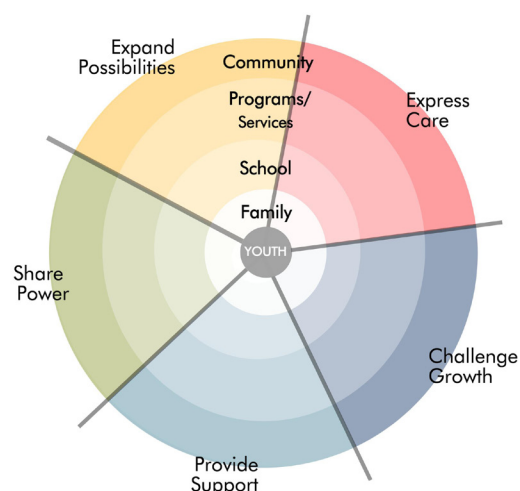 Expand
Possibilities
Community
Programs/
Services
School
Family
YOUTH
Express
Care
Share
Power
Challenge
Growth
Provide
Support